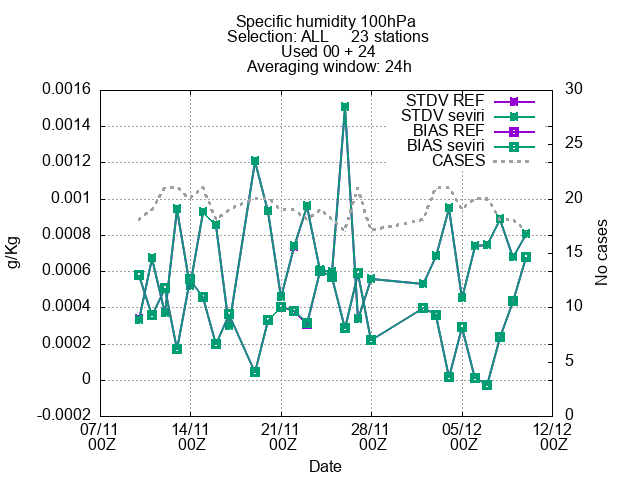 Specific humidity 100hPa
Selection: ALL 23 stations
Used 00 + 24
Averaging window: 24h
STDV REF
STDV seviri
BIAS REF
BIAS seviri
CASES
g/Kg
0.0016
0.0014
0.0012
0.001
0.0008
0.0006
0.0004
0.0002
0
-0.0002
30
25
20
15
10
5
0
No cases
07/11 14/11 21/11 28/11 05/12 12/12
00Z 00Z 00Z 00Z 00Z 00Z
Date